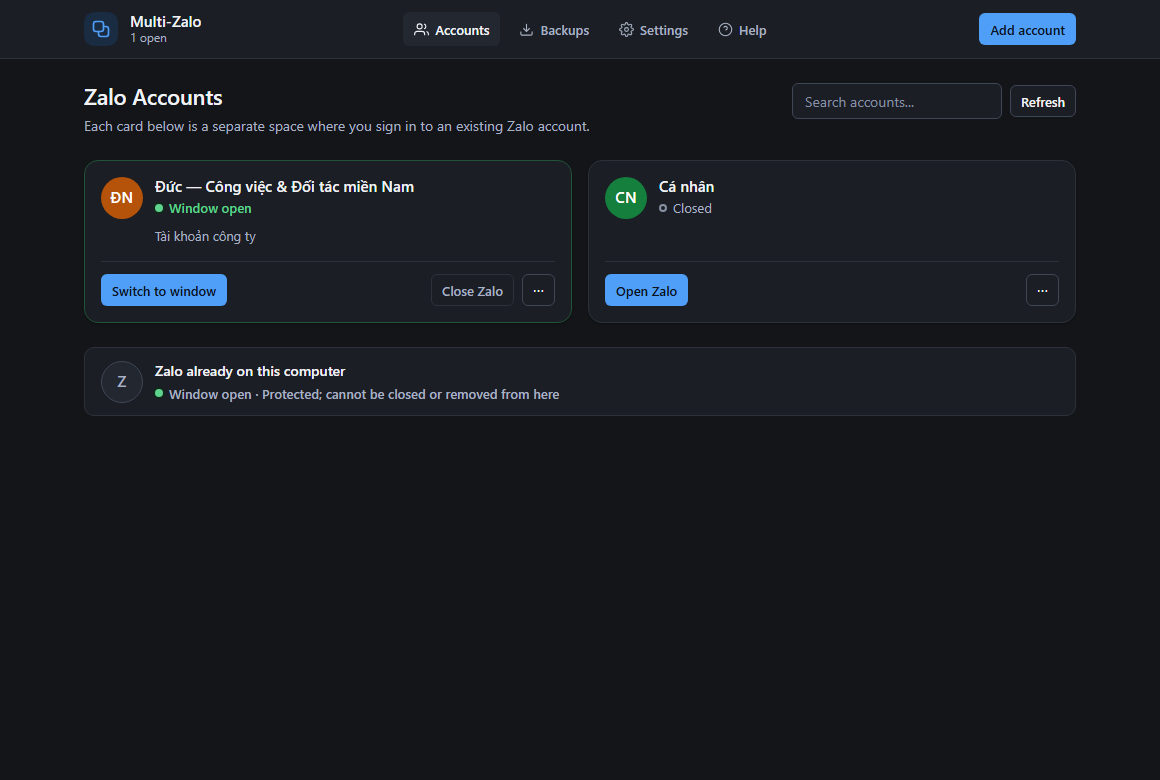 Multi-Zalo
1 open
Accounts
Backups
Settings
Help
Add account
Zalo Accounts
Each card below is a separate space where you sign in to an existing Zalo account.
Search accounts...
Refresh
ĐN
Đức — Công việc & Đối tác miền Nam
Window open
Tài khoản công ty
Switch to window
Close Zalo
...
CN
Cá nhân
Closed
Open Zalo
...
Z
Zalo already on this computer
Window open · Protected; cannot be closed or removed from here